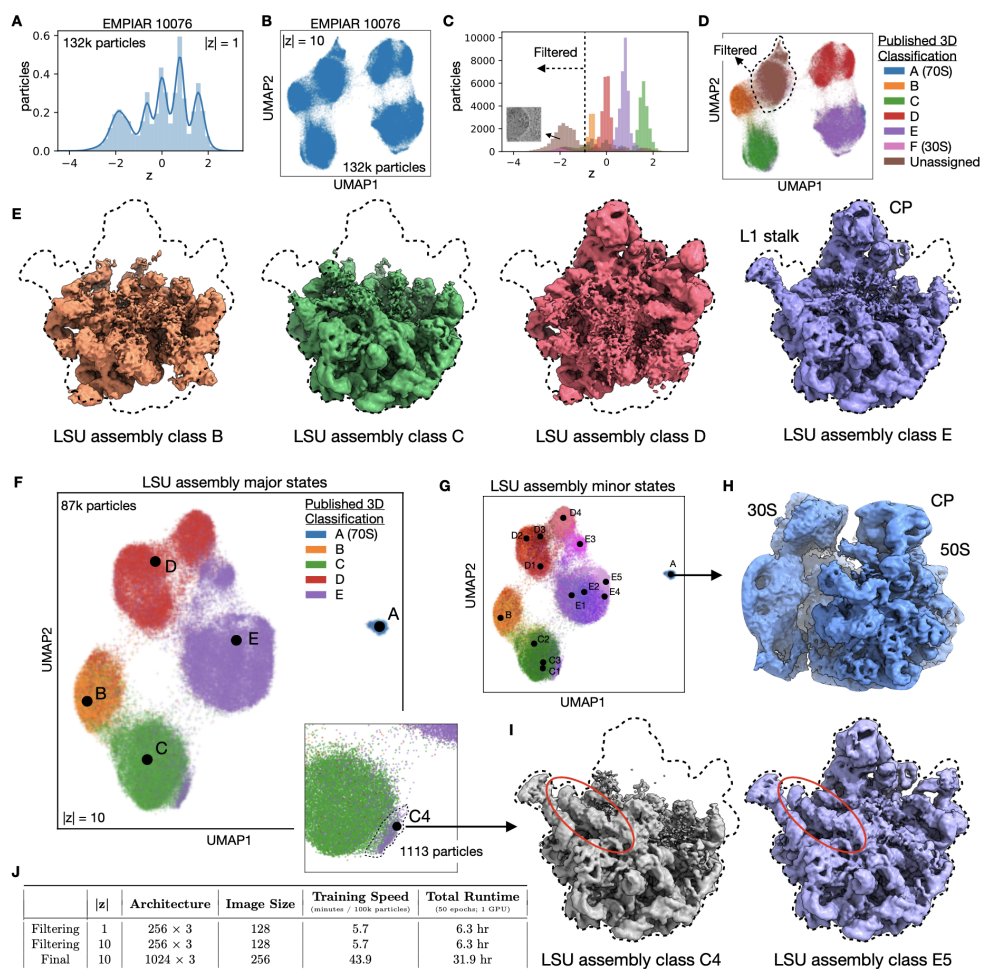 A
EMPIAR 10076
132k particles
|z| = 1
0.6
0.4
0.2
0.0
−4
−2
0
2
particles
z
B
EMPIAR 10076
|z| = 10
132k particles
UMAP2
UMAP1
C
Filtered
10000
8000
6000
4000
2000
0
−4
−2
0
2
particles
z
D
Filtered
UMAP2
UMAP1
Published 3D
Classification
A (70S)
B
C
D
E
F (30S)
Unassigned
E
L1 stalk
CP
LSU assembly class B
LSU assembly class C
LSU assembly class D
LSU assembly class E
F
LSU assembly major states
87k particles
Published 3D
Classification
A (70S)
B
C
D
E
D
A
E
B
C
|z| = 10
UMAP2
UMAP1
C4
1113 particles
G
LSU assembly minor states
D4
D3
D2
E3
D1
A
E5
E2
E4
E1
B
C2
C3
C1
UMAP2
UMAP1
H
30S
CP
50S
I
LSU assembly class C4
LSU assembly class E5
J
|z| Architecture Image Size Training Speed Total Runtime
(minutes / 100k particles) (50 epochs; 1 GPU)
Filtering 1 256 × 3 128 5.7 6.3 hr
Filtering 10 256 × 3 128 5.7 6.3 hr
Final 10 1024 × 3 256 43.9 31.9 hr